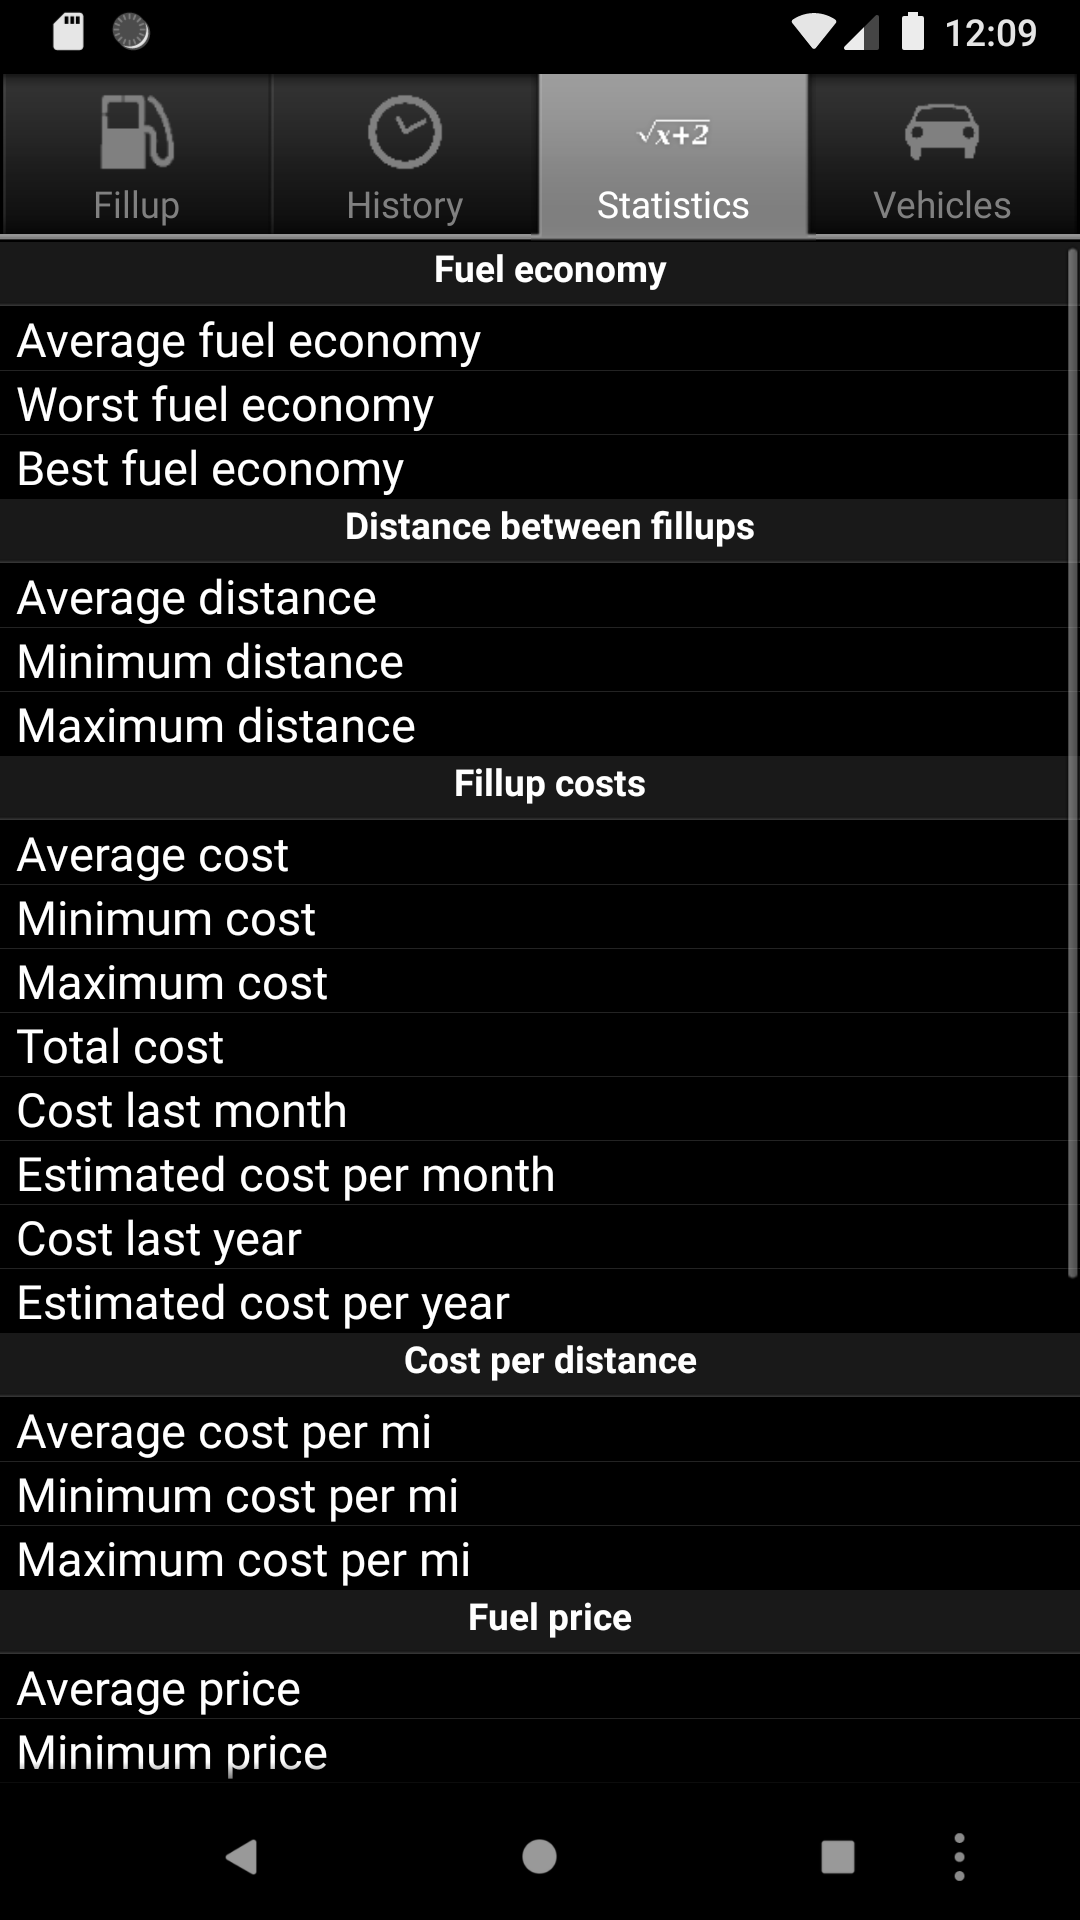 12:09
Fillup
History
√x+2
Statistics
Vehicles
Fuel economy
Average fuel economy
Worst fuel economy
Best fuel economy
Distance between fillups
Average distance
Minimum distance
Maximum distance
Fillup costs
Average cost
Minimum cost
Maximum cost
Total cost
Cost last month
Estimated cost per month
Cost last year
Estimated cost per year
Cost per distance
Average cost per mi
Minimum cost per mi
Maximum cost per mi
Fuel price
Average price
Minimum price